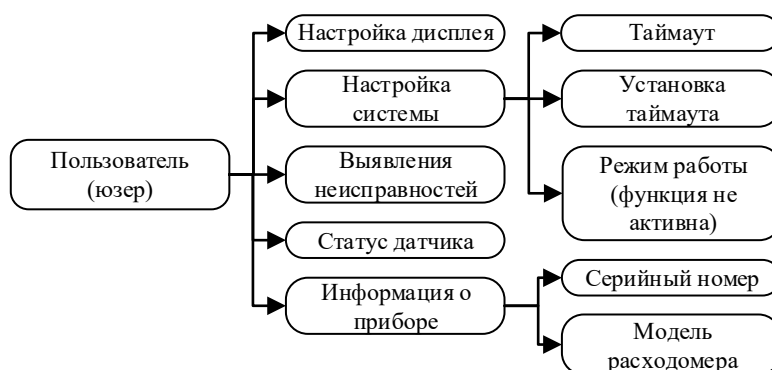 Пользователь
(юзер)
Настройка дисплея
Настройка
системы
Выявления
неисправностей
Статус датчика
Информация о
приборе
Таймаут
Установка
таймаута
Режим работы
(функция не
активна)
Серийный номер
Модель
расходомера